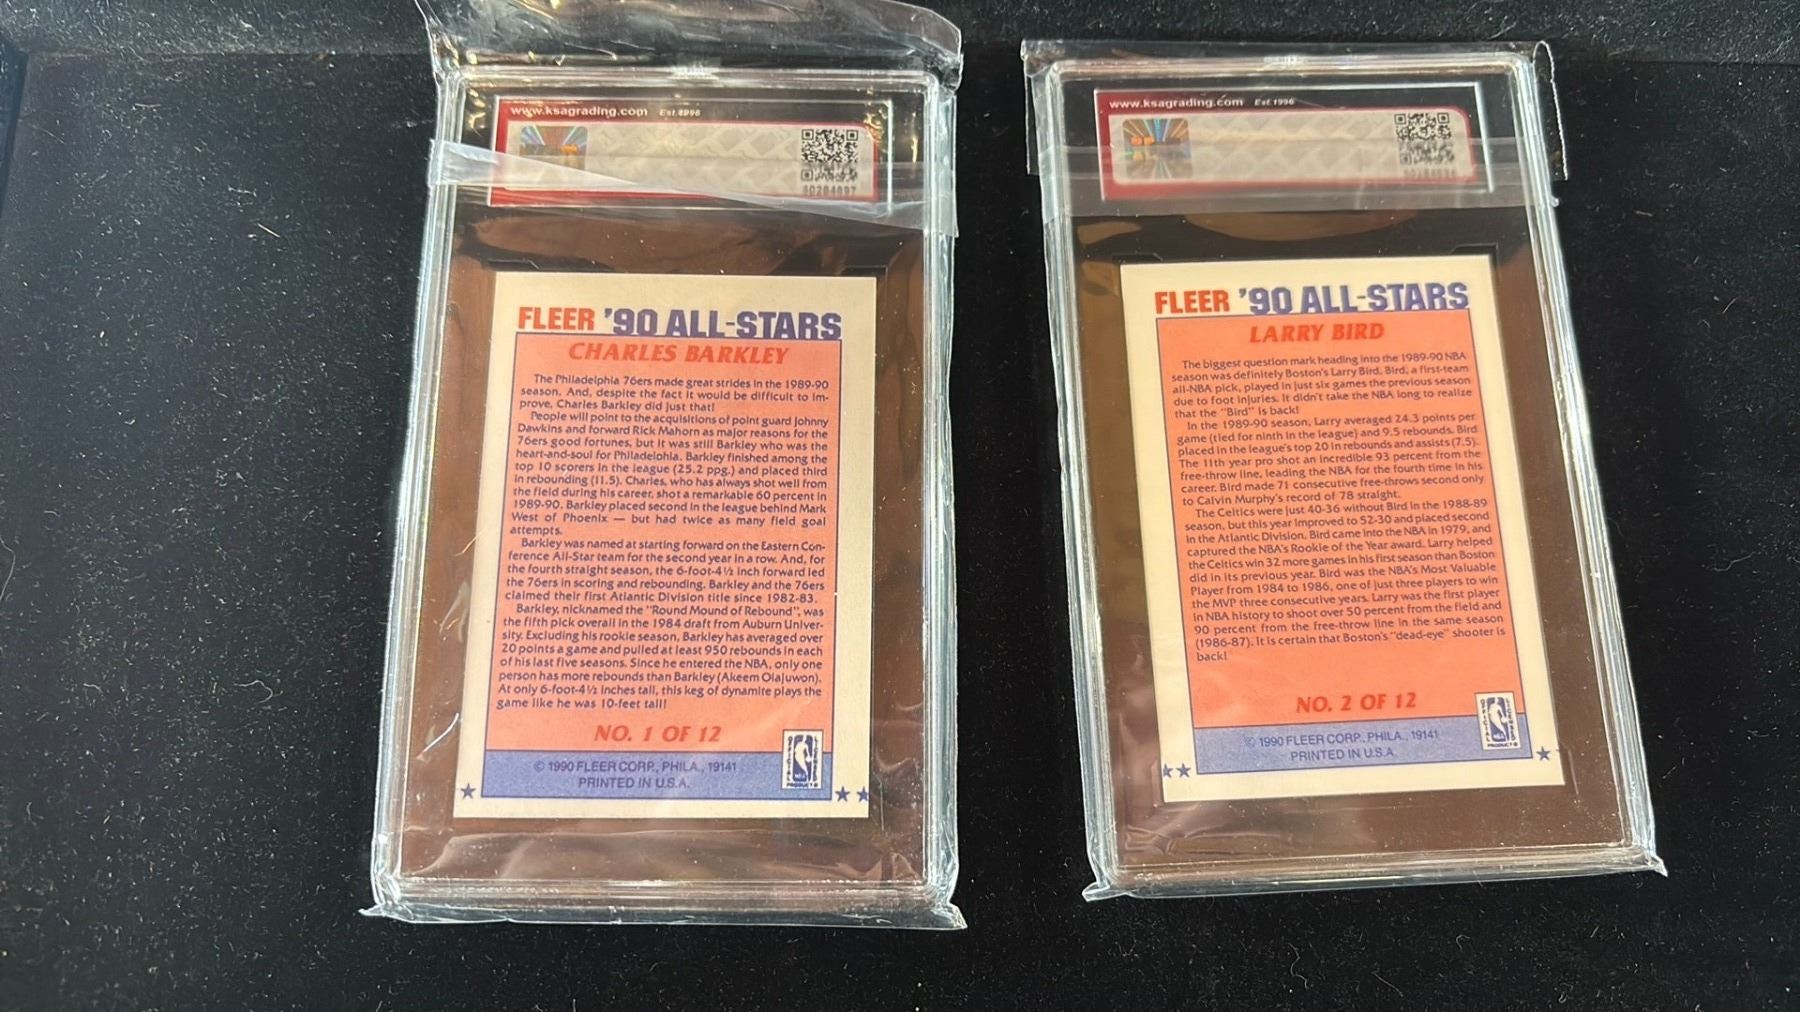 www.ksagrading.com Est 1996
FLEER '90 ALL-STARS
CHARLES BARKLEY
The Philadelphia 76ers made great strides in the 1989-90
season. And, despite the fact it would be difficult to im-
prove, Charles Barkley did just that!
People will point to the acquisitions of point guard Johnny
Dawkins and forward Rick Mahorn as major reasons for the
76ers good fortunes, but it was still Barkley who was the
heart-and-soul for Philadelphia. Barkley finished among the
top 10 scorers in the league (25.2 ppg.) and placed third
in rebounding (11.5). Charles, who has always shot well from
the field during his career, shot a remarkable 60 percent in
1989-90. Barkley placed second in the league behind Mark
West of Phoenix — but had twice as many field goal
attempts.
Barkley was named at starting forward on the Eastern Con-
ference All-Star team for the second year in a row. And, for
the fourth straight season, the 6-foot-4½ inch forward led
the 76ers in scoring and rebounding. Barkley and the 76ers
claimed their first Atlantic Division title since 1982-83.
Barkley, nicknamed the "Round Mound of Rebound", was
the fifth pick overall in the 1984 draft from Auburn Univer-
sity. Excluding his rookie season, Barkley has averaged over
20 points a game and pulled at least 950 rebounds in each
of his last five seasons. Since he entered the NBA, only one
person has more rebounds than Barkley (Akeem Olajuwon).
At only 6-foot-4½ inches tall, this keg of dynamite plays the
game like he was 10-feet tall!
NO. 1 OF 12
© 1990 FLEER CORP., PHILA., 19141
PRINTED IN U.S.A.
OFFICIAL LICENSED
NBA
PRODUCT
www.ksagrading.com Est 1996
FLEER '90 ALL-STARS
LARRY BIRD
The biggest question mark heading into the 1989-90 NBA
season was definitely Boston's Larry Bird. Bird, a first-team
all-NBA pick, played in just six games the previous season
due to foot injuries. It didn't take the NBA long to realize
that the "Bird" is back!
In the 1989-90 season, Larry averaged 24.3 points per
game (tied for ninth in the league) and 9.5 rebounds. Bird
placed in the league's top 20 in rebounds and assists (7.5).
The 11th year pro shot an incredible 93 percent from the
free-throw line, leading the NBA for the fourth time in his
career. Bird made 71 consecutive free-throws second only
to Calvin Murphy's record of 78 straight.
The Celtics were just 40-36 without Bird in the 1988-89
season, but this year improved to 52-30 and placed second
in the Atlantic Division. Bird came into the NBA in 1979, and
captured the NBA's Rookie of the Year award. Larry helped
the Celtics win 32 more games in his first season than Boston
did in its previous year. Bird was the NBA's Most Valuable
Player from 1984 to 1986, one of just three players to win
the MVP three consecutive years. Larry was the first player
in NBA history to shoot over 50 percent from the field and
90 percent from the free-throw line in the same season
(1986-87). It is certain that Boston's "dead-eye" shooter is
back!
NO. 2 OF 12
© 1990 FLEER CORP., PHILA., 19141
PRINTED IN U.S.A.
OFFICIAL LICENSED
NBA
PRODUCT